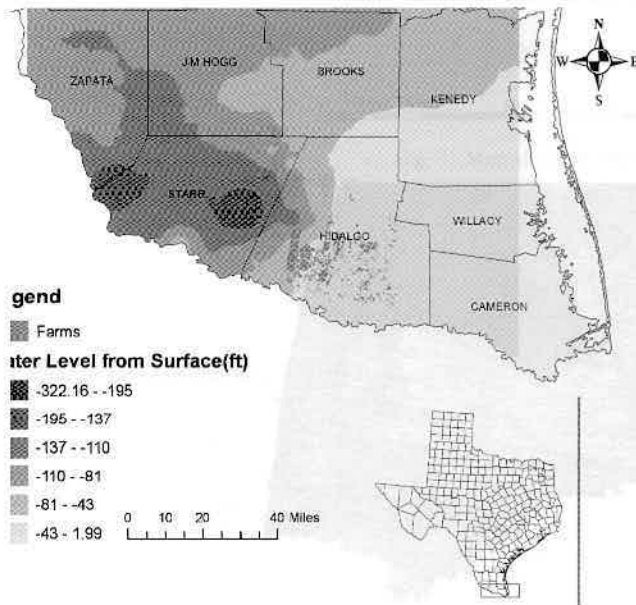 N
W E
S
ZAPATA
JIM HOGG
BROOKS
KENEDY
STARR
HIDALGO
WILLACY
CAMERON
gend
Farms
ater Level from Surface(ft)
-322.16 - -195
-195 - -137
-137 - -110
-110 - -81
-81 - -43
-43 - 1.99
0 10 20 40 Miles